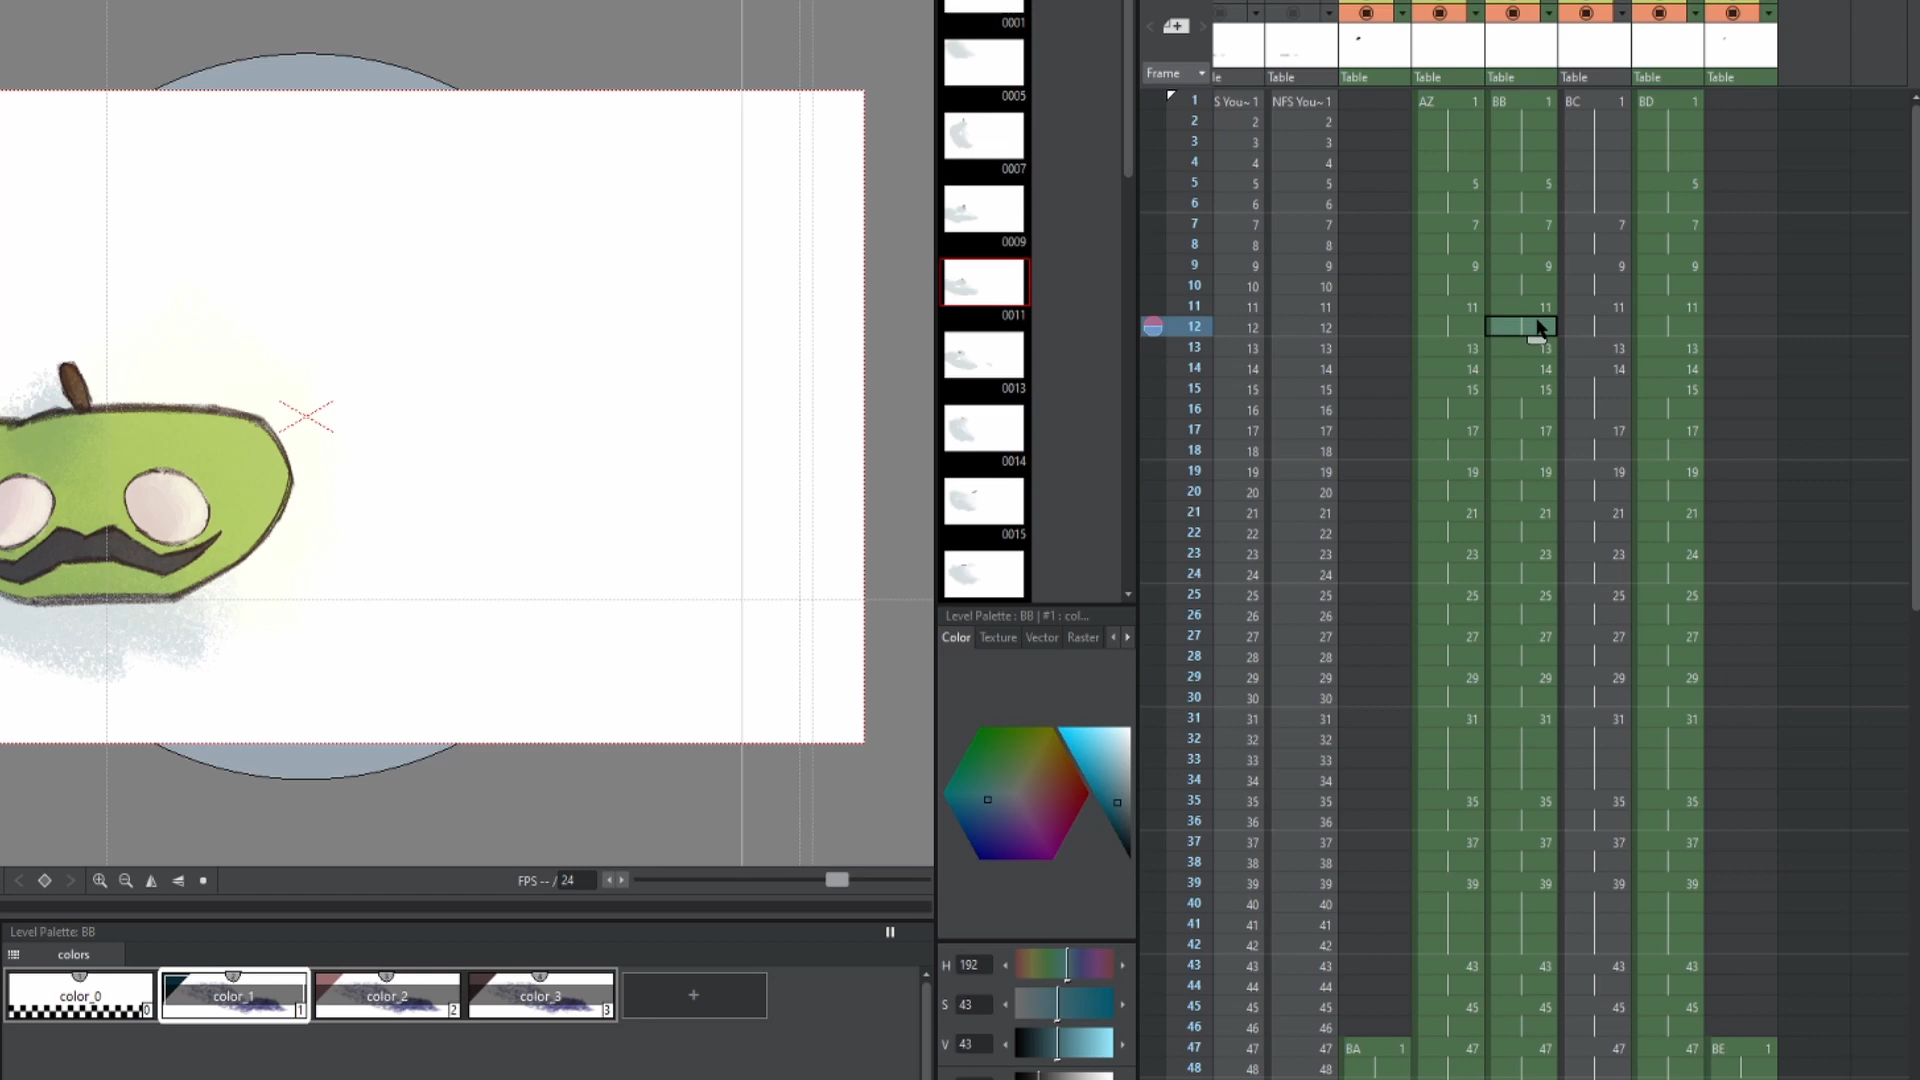 0001
0005
0007
0009
0011
0013
0014
0015
Frame
le Table Table Table Table Table Table Table
1 S You~ 1 NFS You~ 1 AZ 1 BB 1 BC 1 BD 1
2 2 2
3 3 3
4 4 4
5 5 5 5 5 5
6 6 6
7 7 7 7 7 7 7
8 8 8
9 9 9 9 9 9 9
10 10 10
11 11 11 11 11 11 11
12 12 12
13 13 13 13 13 13 13
14 14 14 14 14 14 14
15 15 15 15 15 15
16 16 16
17 17 17 17 17 17 17
18 18 18
19 19 19 19 19 19 19
20 20 20
21 21 21 21 21 21 21
22 22 22
23 23 23 23 23 23 24
24 24 24
25 25 25 25 25 25 25
26 26 26
27 27 27 27 27 27 27
28 28 28
29 29 29 29 29 29 29
30 30 30
31 31 31 31 31 31 31
32 32 32
33 33 33
34 34 34
35 35 35 35 35 35 35
36 36 36
37 37 37 37 37 37 37
38 38 38
39 39 39 39 39 39 39
40 40 40
41 41 41
42 42 42
43 43 43 43 43 43 43
44 44 44
45 45 45 45 45 45 45
46 46 46
47 47 47 BA 1 47 47 47 47 BE 1
48 48 48
Level Palette : BB | #1 : col...
Color Texture Vector Raster
H 192
S 43
V 43
FPS -- / 24
Level Palette: BB
colors
color_0 0
color_1 1
color_2 2
color_3 3
+